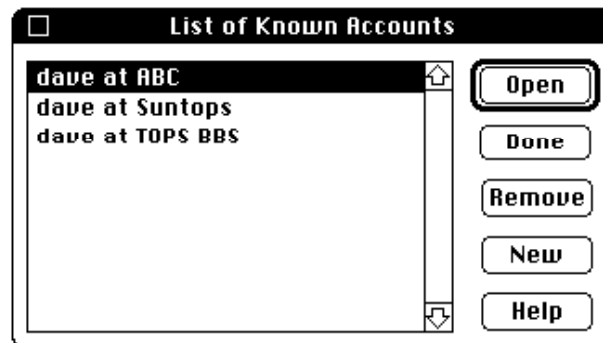 List of Known Accounts
dave at ABC
dave at Suntops
dave at TOPS BBS
Open
Done
Remove
New
Help